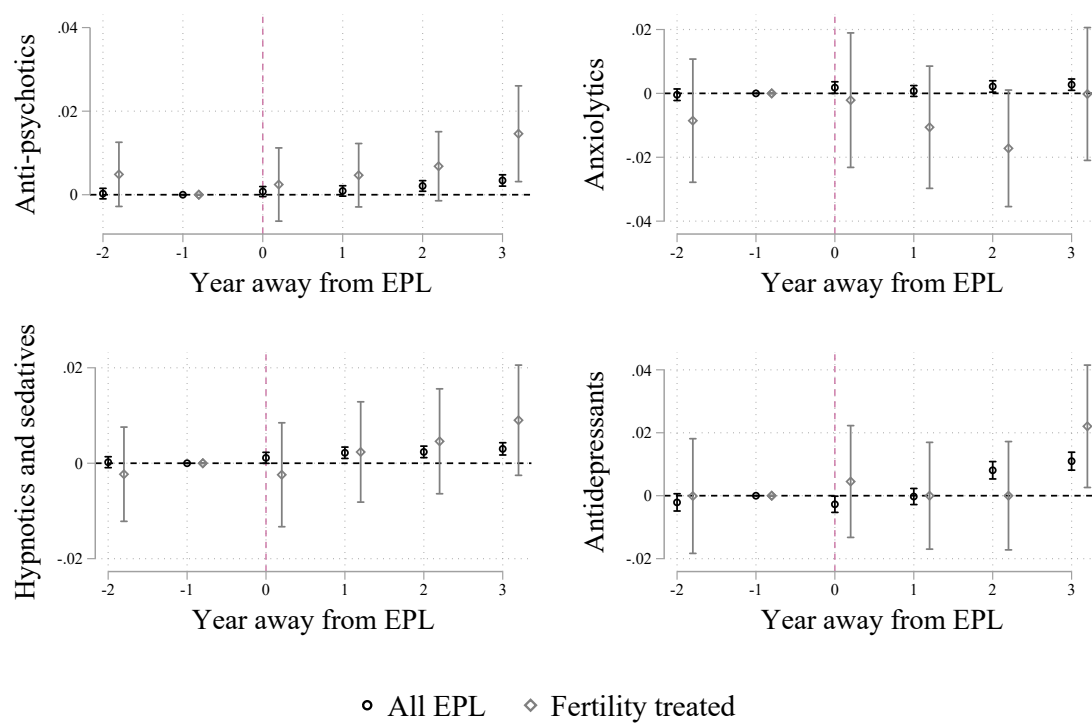 Anti-psychotics
.04
.02
0
-2 -1 0 1 2 3
Year away from EPL
Anxiolytics
.02
0
-.02
-.04
-2 -1 0 1 2 3
Year away from EPL
Hypnotics and sedatives
.02
0
-.02
-2 -1 0 1 2 3
Year away from EPL
Antidepressants
.04
.02
0
-.02
-2 -1 0 1 2 3
Year away from EPL
All EPL Fertility treated